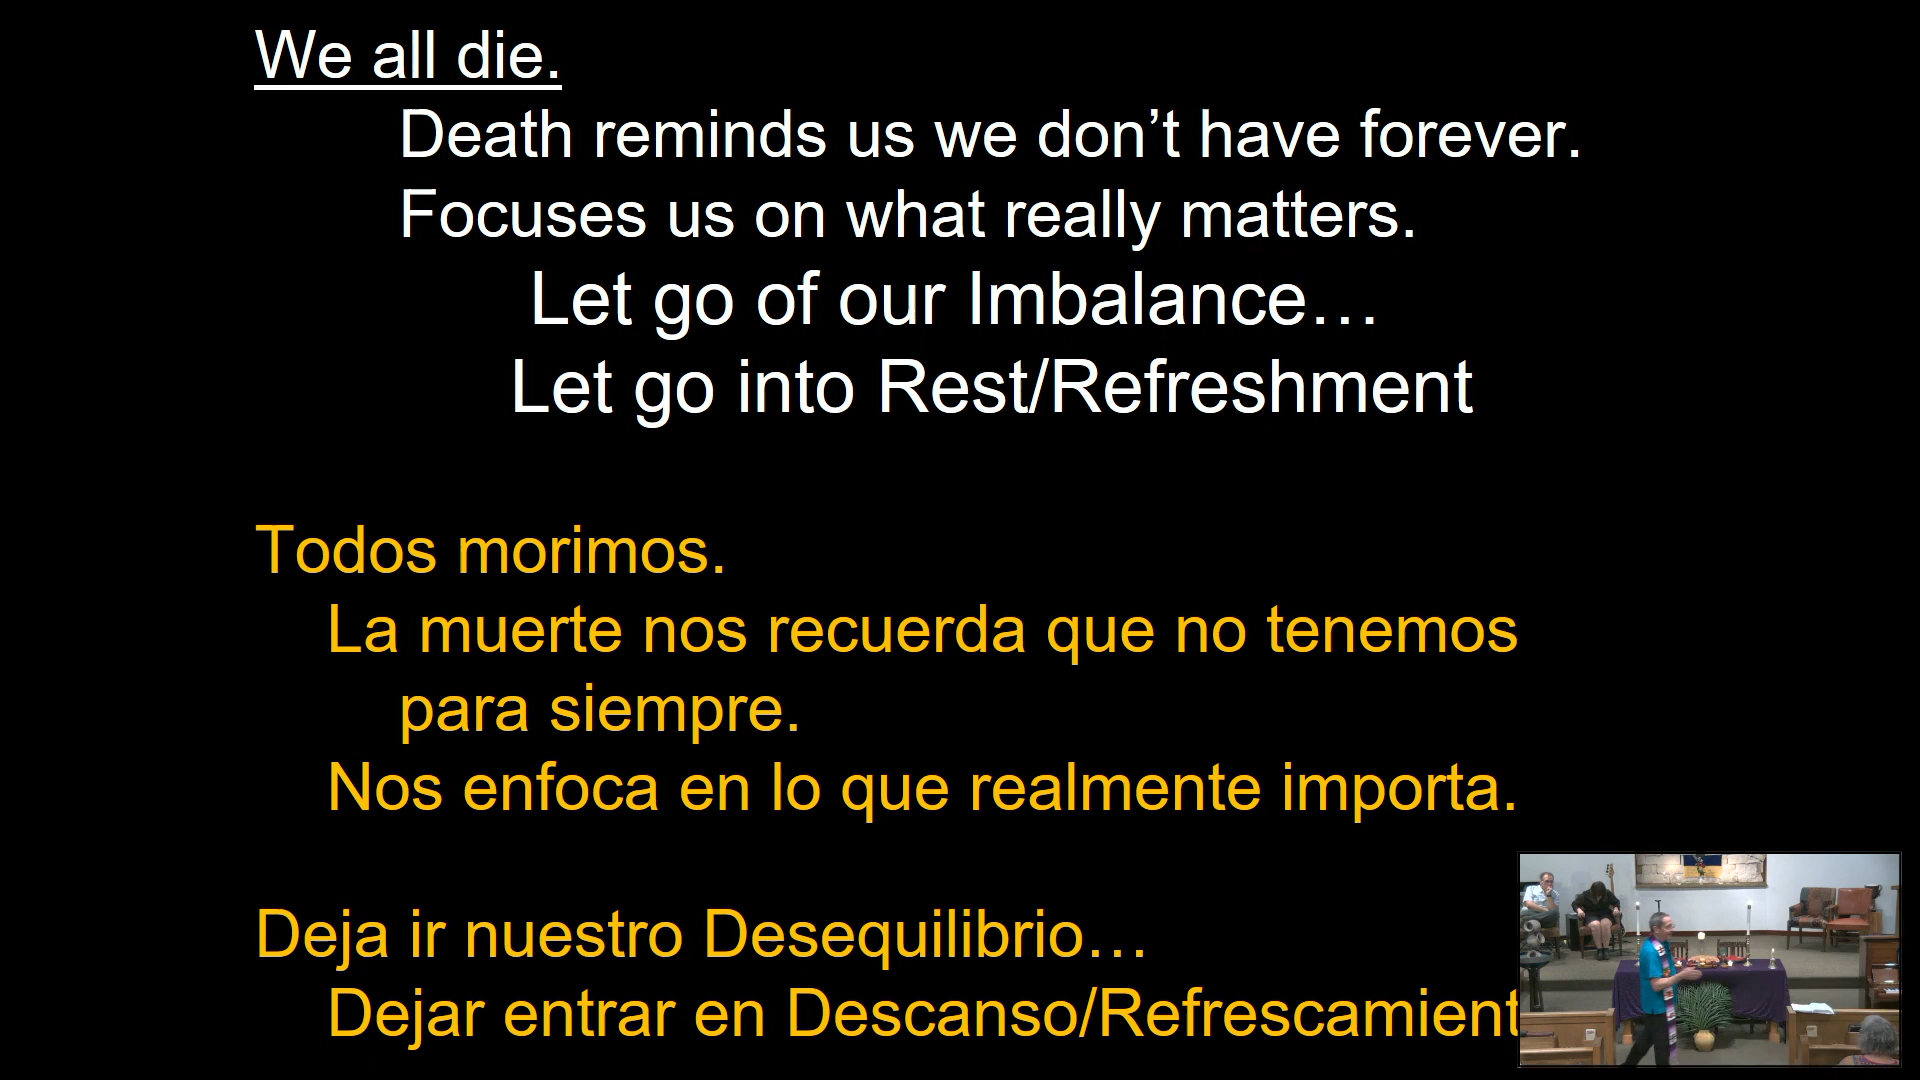 We all die.
Death reminds us we don’t have forever.
Focuses us on what really matters.
Let go of our Imbalance…
Let go into Rest/Refreshment
Todos morimos.
La muerte nos recuerda que no tenemos
para siempre.
Nos enfoca en lo que realmente importa.
Deja ir nuestro Desequilibrio…
Dejar entrar en Descanso/Refrescamient